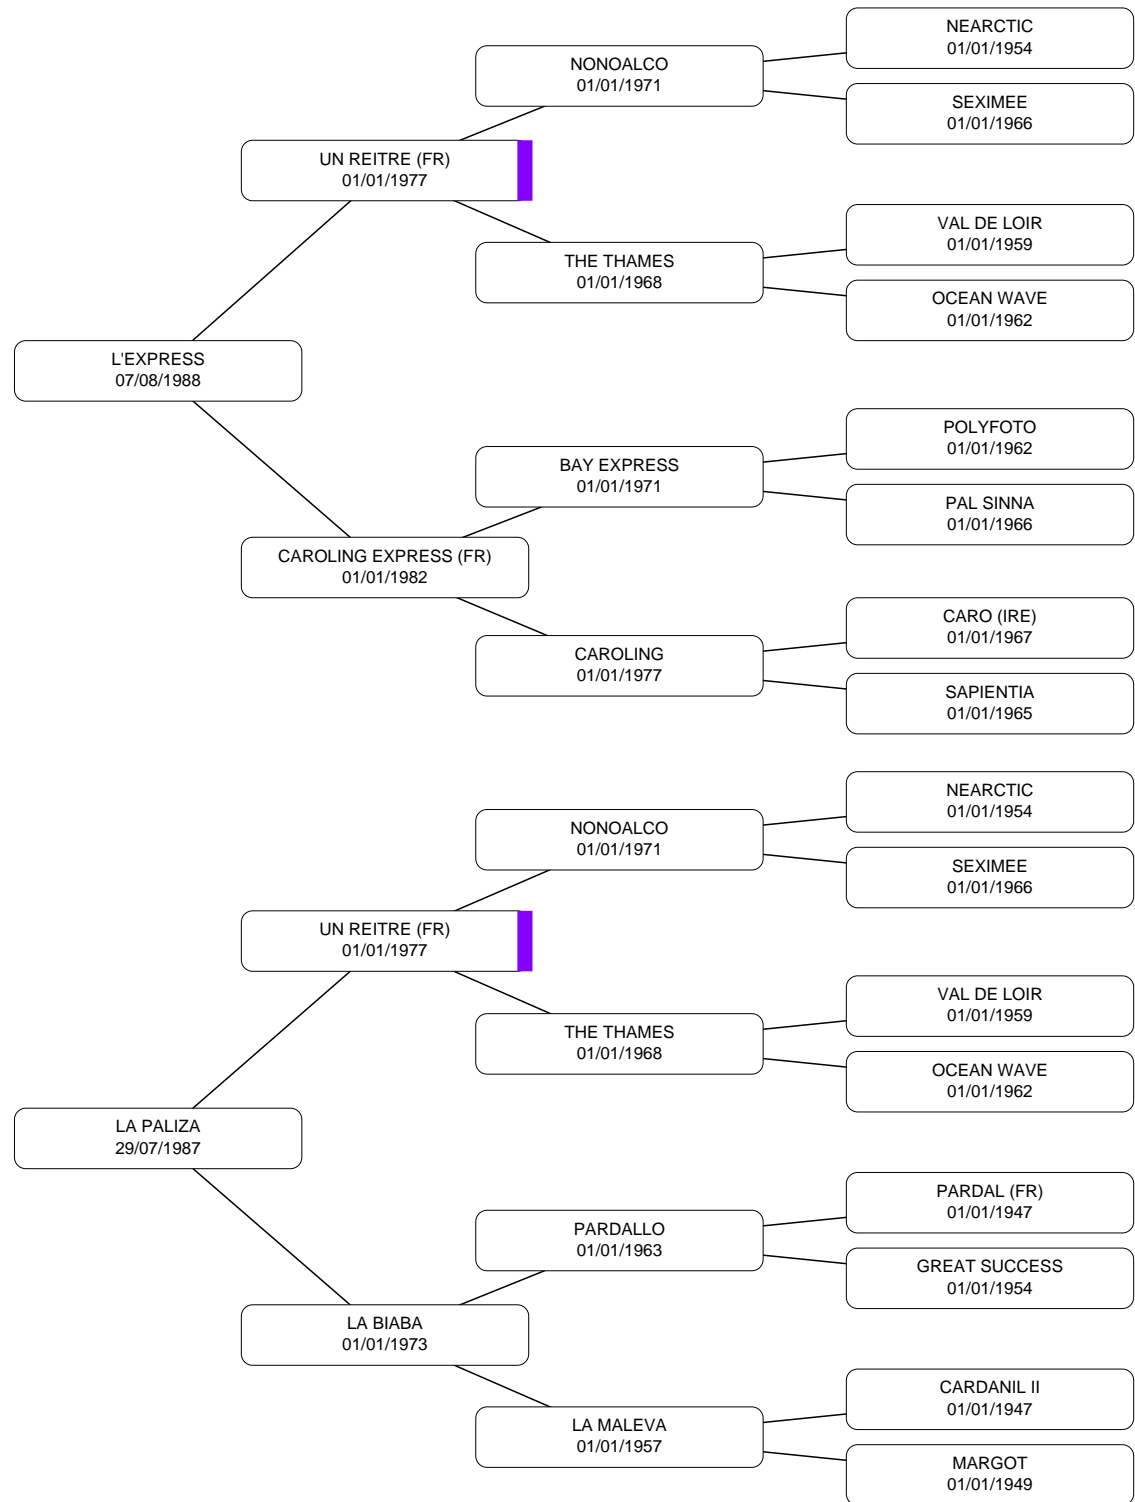 NEARCTIC
01/01/1954
NONOALCO
01/01/1971
SEXIMEE
01/01/1966
UN REITRE (FR)
01/01/1977
VAL DE LOIR
01/01/1959
THE THAMES
01/01/1968
OCEAN WAVE
01/01/1962
L'EXPRESS
07/08/1988
POLYFOTO
01/01/1962
BAY EXPRESS
01/01/1971
PAL SINNA
01/01/1966
CAROLING EXPRESS (FR)
01/01/1982
CARO (IRE)
01/01/1967
CAROLING
01/01/1977
SAPIENTIA
01/01/1965
NEARCTIC
01/01/1954
NONOALCO
01/01/1971
SEXIMEE
01/01/1966
UN REITRE (FR)
01/01/1977
VAL DE LOIR
01/01/1959
THE THAMES
01/01/1968
OCEAN WAVE
01/01/1962
LA PALIZA
29/07/1987
PARDAL (FR)
01/01/1947
PARDALLO
01/01/1963
GREAT SUCCESS
01/01/1954
LA BIABA
01/01/1973
CARDANIL II
01/01/1947
LA MALEVA
01/01/1957
MARGOT
01/01/1949